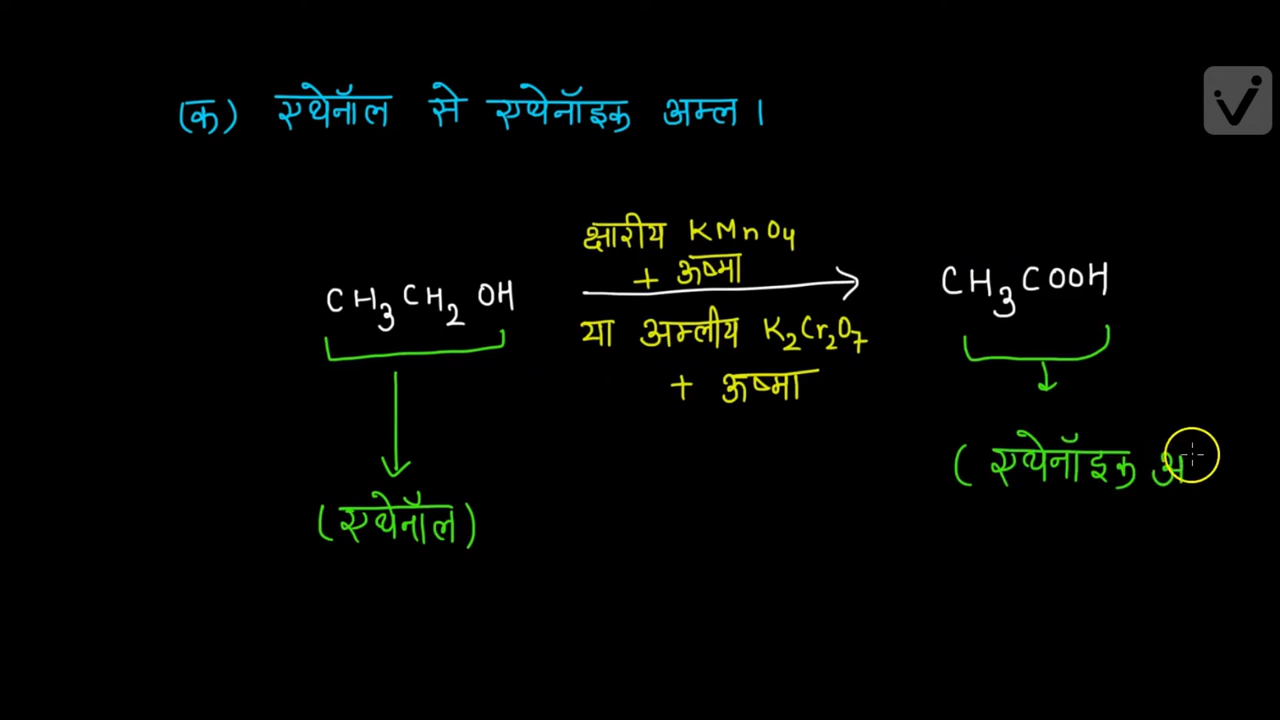 (क) एथेनॉल से एथेनॉइक अम्ल ।
क्षारीय KMnO4
+ ऊष्मा
CH3CH2OH
CH3COOH
या अम्लीय K2Cr2O7
+ ऊष्मा
(एथेनॉल)
(एथेनॉइक अ